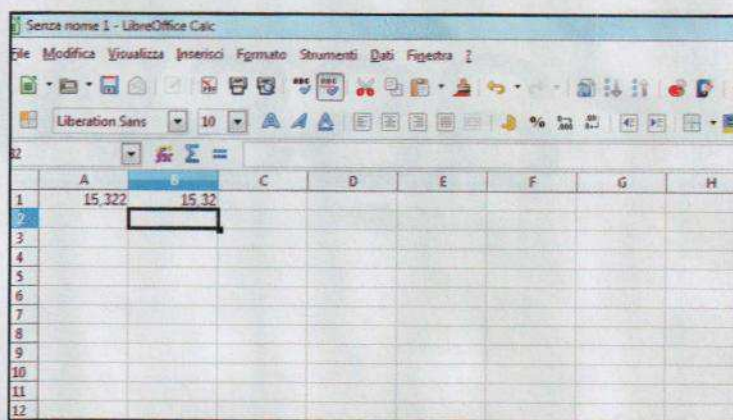 Senza nome 1 - LibreOffice Calc
File Modifica Visualizza Inserisci Formato Strumenti Dati Finestra ?
Liberation Sans 10
B2
A B C D E F G H
1 15,322 15,32
2
3
4
5
6
7
8
9
10
11
12